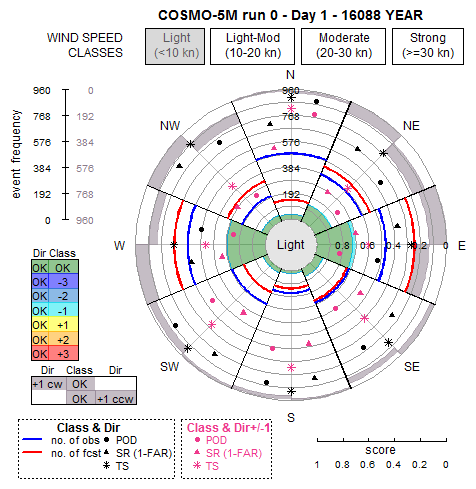 COSMO-5M run 0 - Day 1 - 16088 YEAR
WIND SPEED CLASSES
Light (<10 kn)
Light-Mod (10-20 kn)
Moderate (20-30 kn)
Strong (>=30 kn)
event frequency
960 0
768 192
576 384
384 576
192 768
0 960
N
NE
E
SE
S
SW
W
NW
960
768
576
384
192
Light
0.8 0.6 0.4 0.2 0
Dir Class
OK OK
OK -3
OK -2
OK -1
OK +1
OK +2
OK +3
Dir Class Dir
+1 cw OK
OK +1 ccw
Class & Dir
no. of obs POD
no. of fcst SR (1-FAR)
TS
Class & Dir+/-1
POD
SR (1-FAR)
TS
score
1 0.8 0.6 0.4 0.2 0